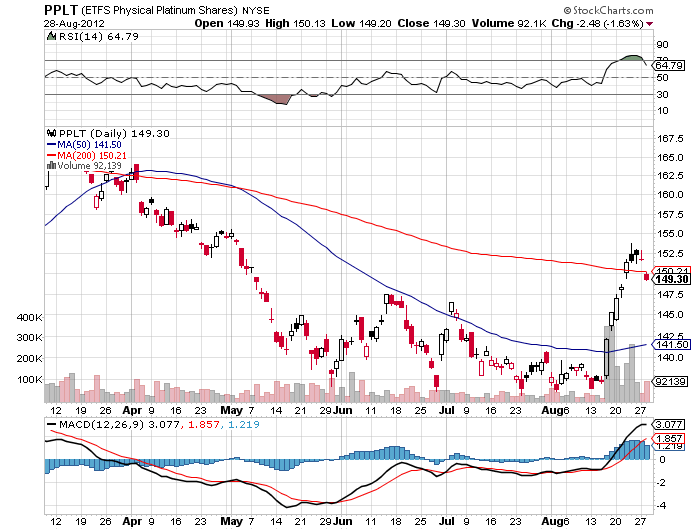 PPLT (ETFS Physical Platinum Shares) NYSE © StockCharts.com
28-Aug-2012 Open 149.93 High 150.13 Low 149.20 Close 149.30 Volume 92.1K Chg -2.48 (-1.63%)
RSI(14) 64.79
90
70
64.79
50
30
10
PPLT (Daily) 149.30
MA(50) 141.50
MA(200) 150.21
Volume 92,139
167.5
165.0
162.5
160.0
157.5
155.0
152.5
150.21
149.30
147.5
145.0
142.5
141.50
140.0
92139
400K
300K
200K
100K
12 19 26 Apr 9 16 23 May 7 14 21 29 Jun 11 18 25 Jul 9 16 23 Aug 6 13 20 27
MACD(12,26,9) 3.077, 1.857, 1.219
3.077
1.857
1.219
0
-2
-4
12 19 26 Apr 9 16 23 May 7 14 21 29 Jun 11 18 25 Jul 9 16 23 Aug 6 13 20 27